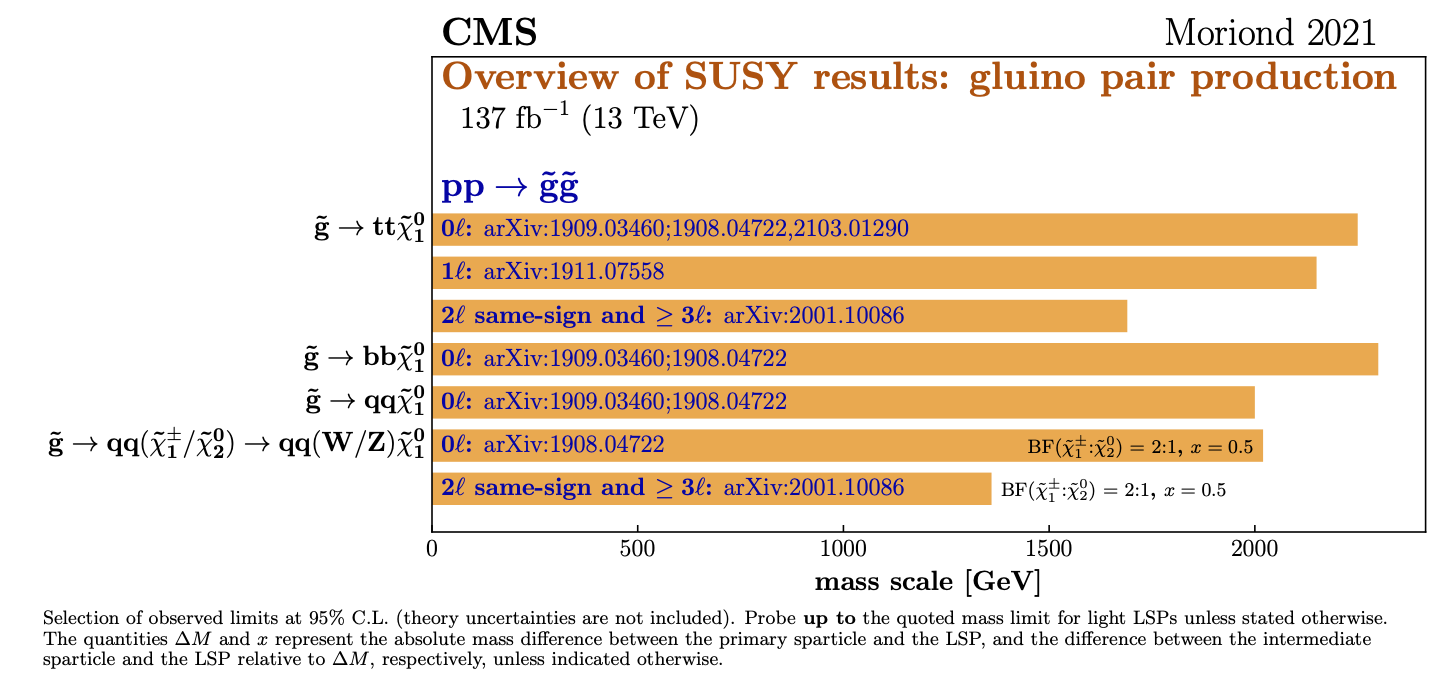 CMS Moriond 2021
Overview of SUSY results: gluino pair production
137 fb⁻¹ (13 TeV)
pp → g̃g̃
g̃ → ttχ̃⁰₁ 0ℓ: arXiv:1909.03460;1908.04722,2103.01290
1ℓ: arXiv:1911.07558
2ℓ same-sign and ≥ 3ℓ: arXiv:2001.10086
g̃ → bbχ̃⁰₁ 0ℓ: arXiv:1909.03460;1908.04722
g̃ → qqχ̃⁰₁ 0ℓ: arXiv:1909.03460;1908.04722
g̃ → qq(χ̃±₁/χ̃⁰₂) → qq(W/Z)χ̃⁰₁ 0ℓ: arXiv:1908.04722 BF(χ̃±₁:χ̃⁰₂) = 2:1, x = 0.5
2ℓ same-sign and ≥ 3ℓ: arXiv:2001.10086 BF(χ̃±₁:χ̃⁰₂) = 2:1, x = 0.5
0 500 1000 1500 2000
mass scale [GeV]
Selection of observed limits at 95% C.L. (theory uncertainties are not included). Probe up to the quoted mass limit for light LSPs unless stated otherwise.
The quantities ΔM and x represent the absolute mass difference between the primary sparticle and the LSP, and the difference between the intermediate
sparticle and the LSP relative to ΔM, respectively, unless indicated otherwise.